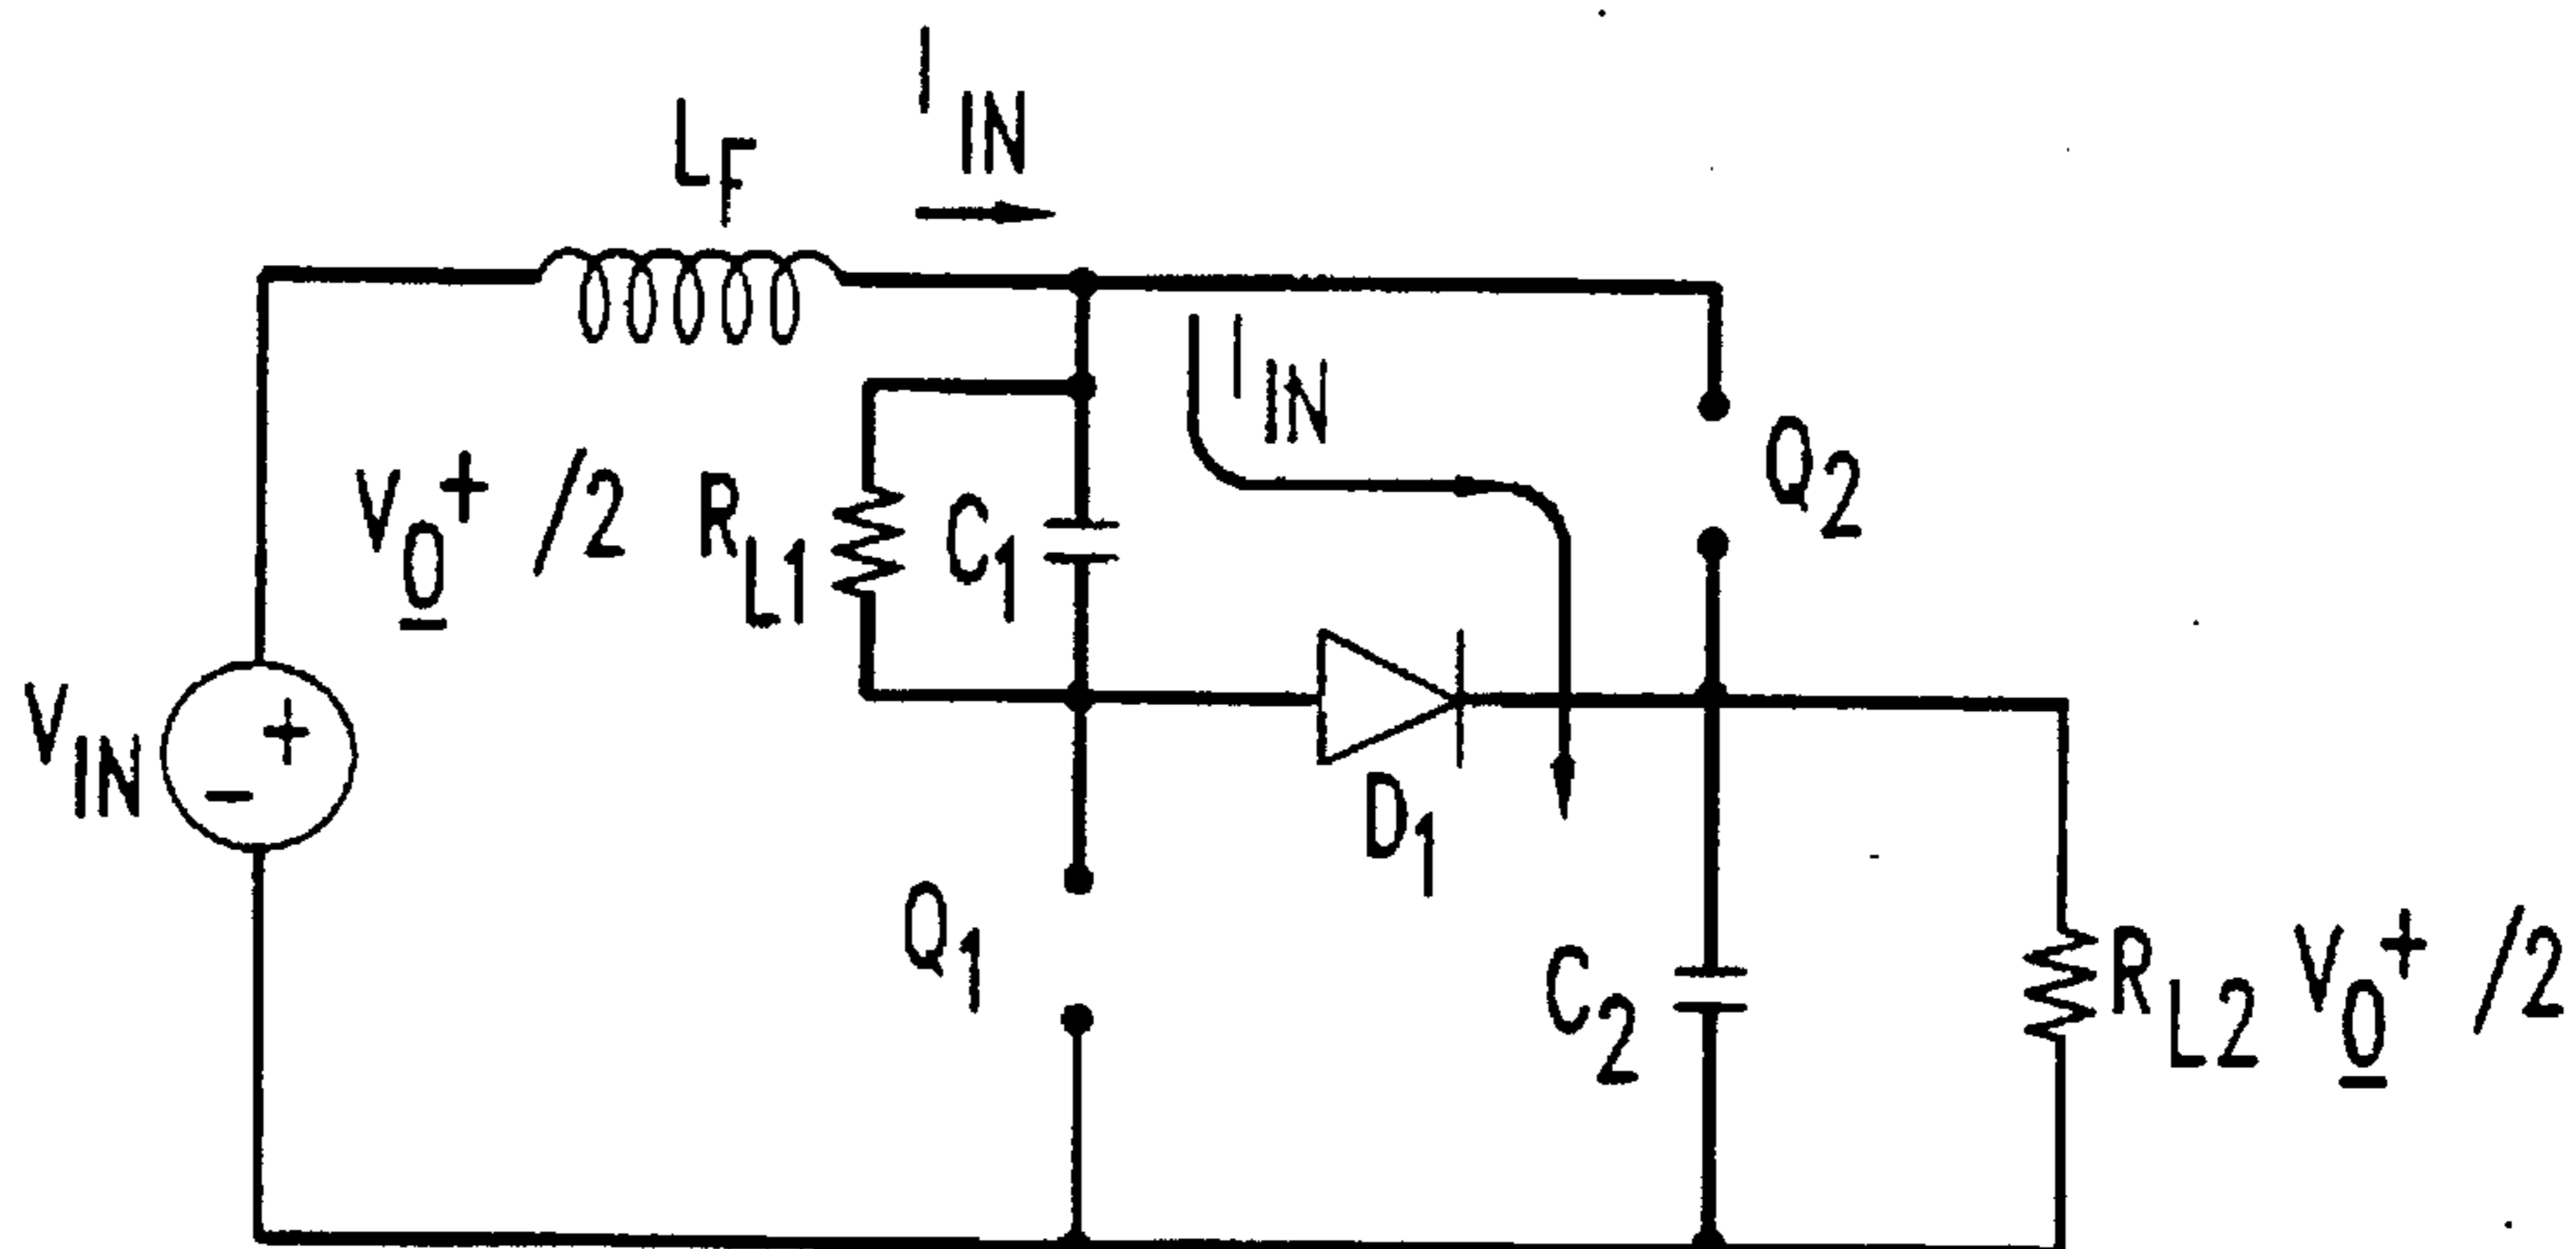 L_F
I_IN
V_O + - /2
R_L1
C_1
I_IN
Q_2
V_IN
+
-
D_1
Q_1
C_2
R_L2
V_O + - /2